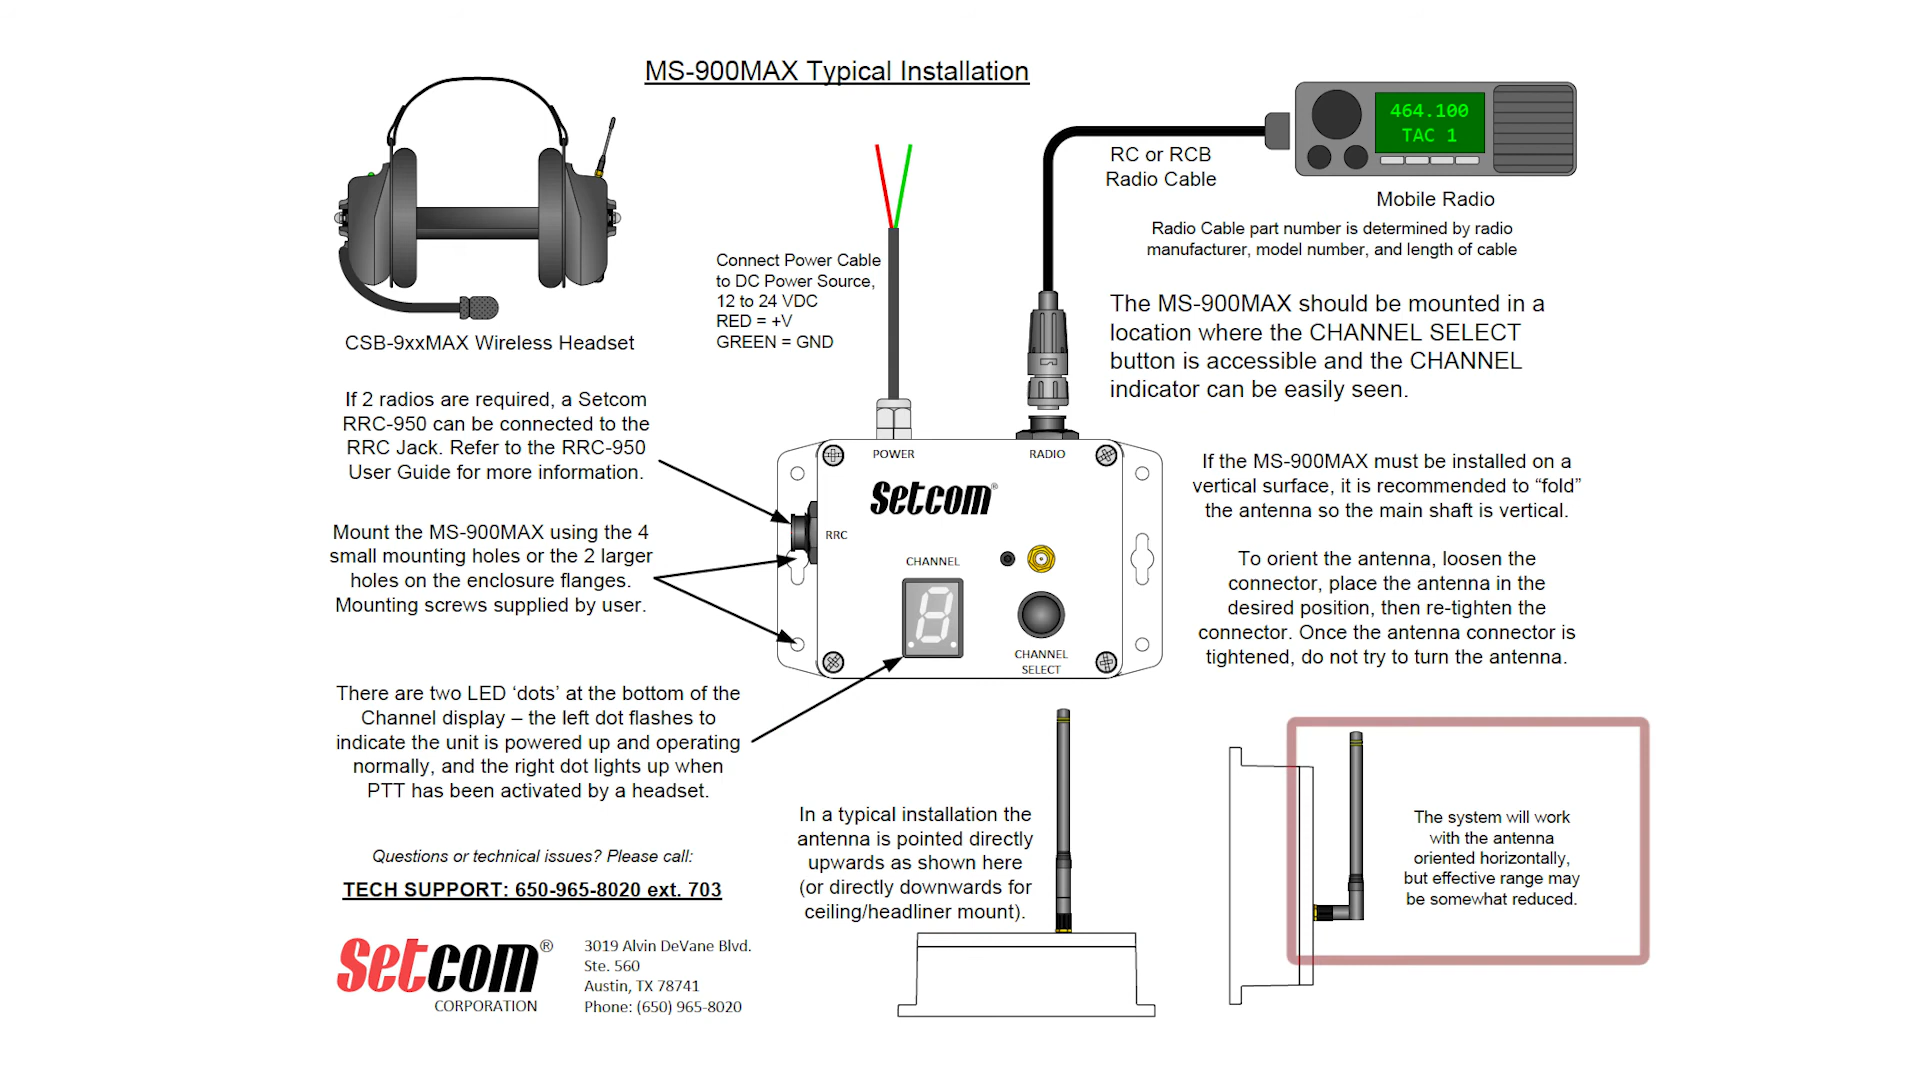 MS-900MAX Typical Installation
464.100
TAC 1
RC or RCB
Radio Cable
Mobile Radio
Radio Cable part number is determined by radio
manufacturer, model number, and length of cable
Connect Power Cable
to DC Power Source,
12 to 24 VDC
RED = +V
GREEN = GND
The MS-900MAX should be mounted in a
location where the CHANNEL SELECT
button is accessible and the CHANNEL
indicator can be easily seen.
CSB-9xxMAX Wireless Headset
If 2 radios are required, a Setcom
RRC-950 can be connected to the
RRC Jack. Refer to the RRC-950
User Guide for more information.
Mount the MS-900MAX using the 4
small mounting holes or the 2 larger
holes on the enclosure flanges.
Mounting screws supplied by user.
POWER
RADIO
Setcom®
RRC
CHANNEL
8
CHANNEL
SELECT
If the MS-900MAX must be installed on a
vertical surface, it is recommended to “fold”
the antenna so the main shaft is vertical.
To orient the antenna, loosen the
connector, place the antenna in the
desired position, then re-tighten the
connector. Once the antenna connector is
tightened, do not try to turn the antenna.
There are two LED ‘dots’ at the bottom of the
Channel display – the left dot flashes to
indicate the unit is powered up and operating
normally, and the right dot lights up when
PTT has been activated by a headset.
In a typical installation the
antenna is pointed directly
upwards as shown here
(or directly downwards for
ceiling/headliner mount).
The system will work
with the antenna
oriented horizontally,
but effective range may
be somewhat reduced.
Questions or technical issues? Please call:
TECH SUPPORT: 650-965-8020 ext. 703
Setcom®
CORPORATION
3019 Alvin DeVane Blvd.
Ste. 560
Austin, TX 78741
Phone: (650) 965-8020